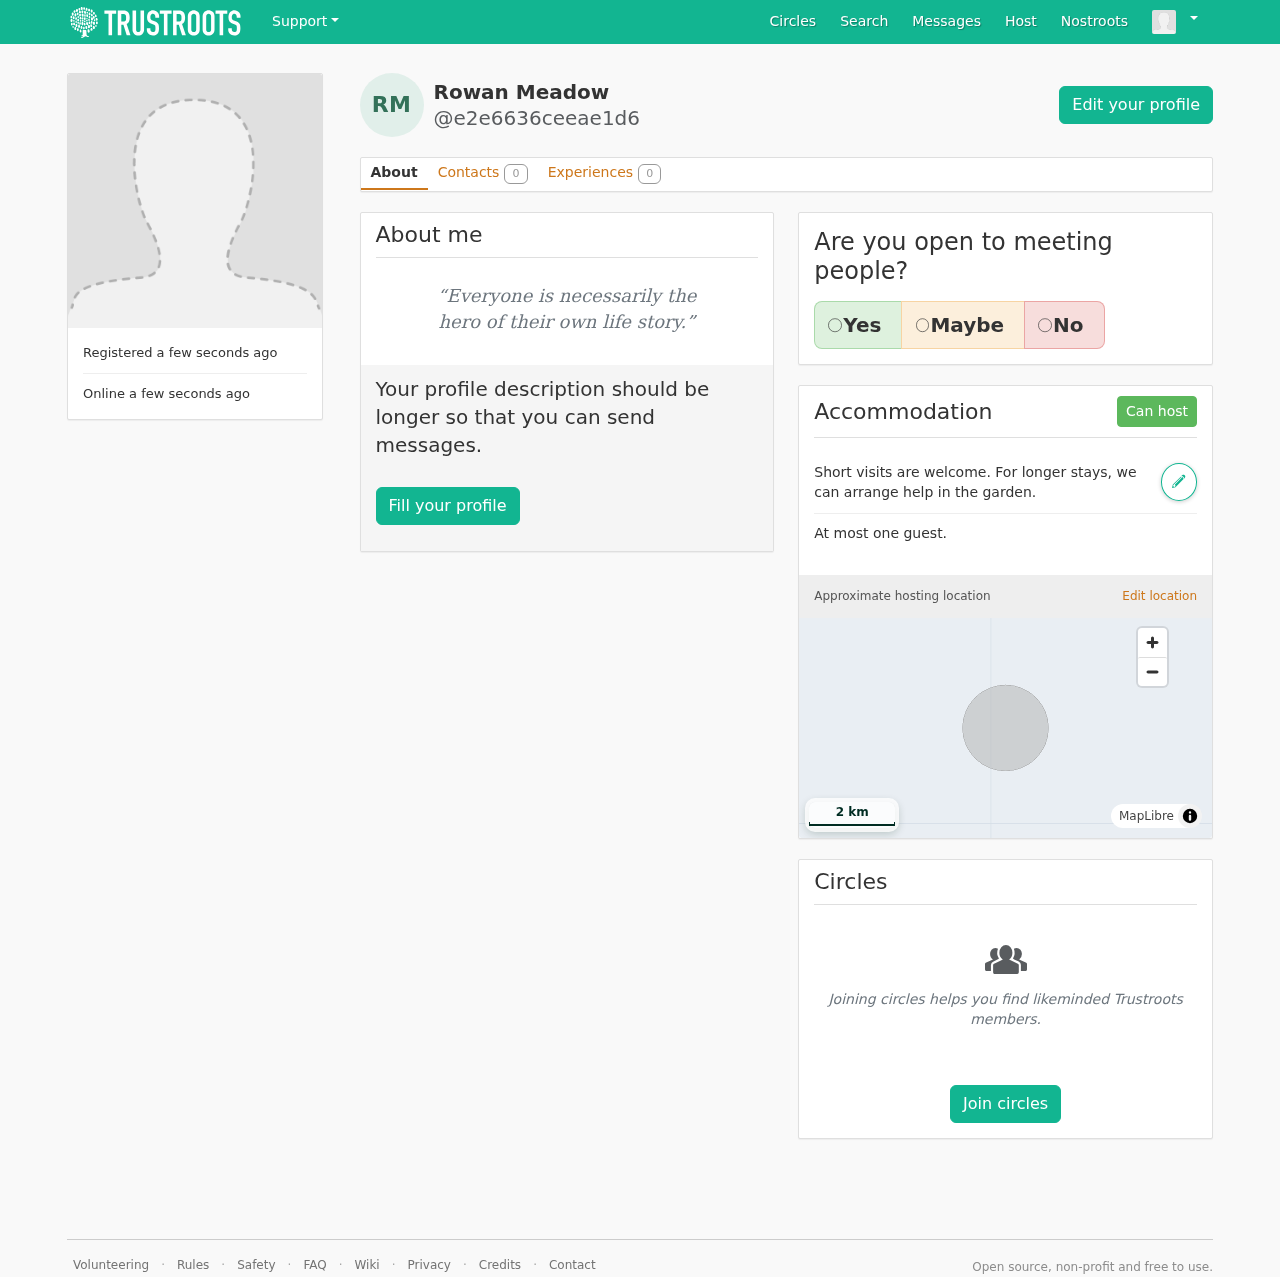 TRUSTROOTS
Support
Circles
Search
Messages
Host
Nostroots
Registered a few seconds ago
Online a few seconds ago
RM
Rowan Meadow
@e2e6636ceeae1d6
Edit your profile
About
Contacts 0
Experiences 0
About me
“Everyone is necessarily the
hero of their own life story.”
Your profile description should be
longer so that you can send
messages.
Fill your profile
Are you open to meeting
people?
Yes
Maybe
No
Accommodation
Can host
Short visits are welcome. For longer stays, we
can arrange help in the garden.
At most one guest.
Approximate hosting location
Edit location
2 km
MapLibre
Circles
Joining circles helps you find likeminded Trustroots
members.
Join circles
Volunteering · Rules · Safety · FAQ · Wiki · Privacy · Credits · Contact
Open source, non-profit and free to use.